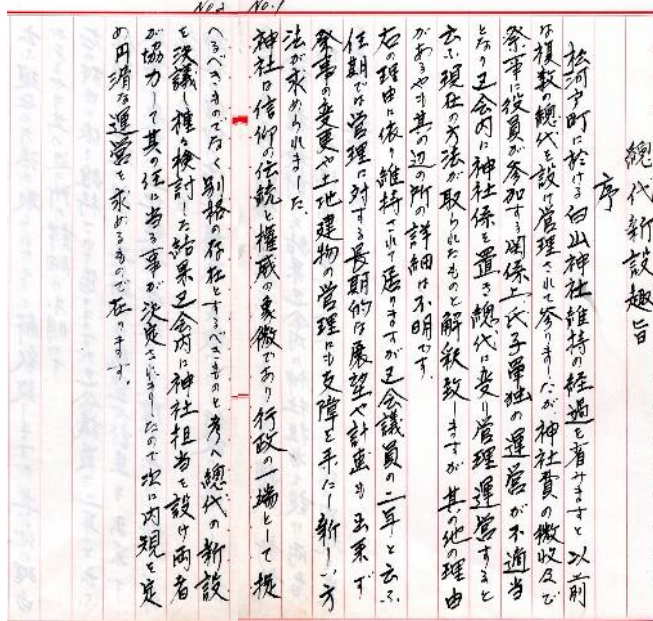 No.1
総代新設趣旨
序
松河戸町に於ける白山神社維持の経過を省みますと以前
は複数の総代を設け管理されて参りましたが、神社費の徴収及び
祭事に役員が参加する関係上氏子単独の運営が不適当
となり区会内に神社係を置き総代に変り管理運営すると
云ふ現在の方法が取られたものと解釈致しますが其の他の理由
があるやも其の辺の所の詳細は不明です。
右の理由に依り維持されて居りますが区会議員の二年と云ふ
任期では管理に対する長期的な展望や計画も出来ず
祭事の変更や土地建物の管理にも支障を来たし新しい方
法が求められました。
神社は信仰の伝統と権威の象徴であり行政の一端として扱
No.2
へるべきものでなく別格の存在とするべきものと考へ総代の新設
を決議し種々検討した結果区会内に神社担当を設け両者
が協力して其の任に当る事が決定されましたので次に内規を定
め円滑な運営を求めるもので在ります。